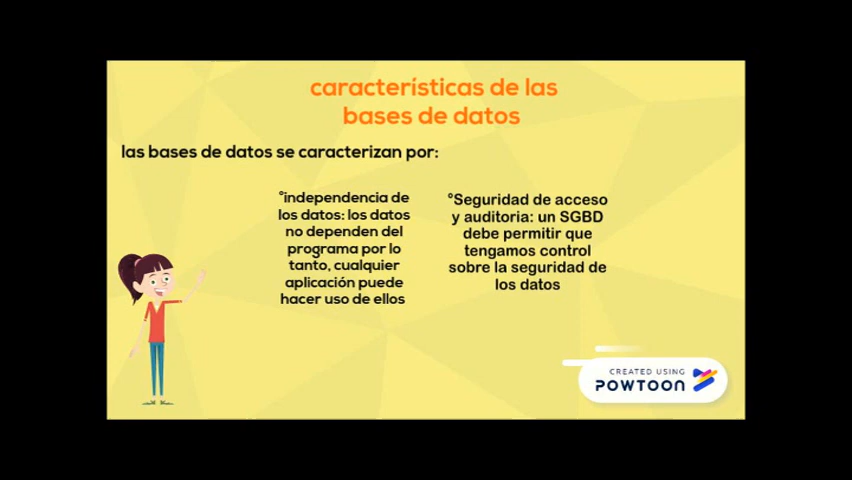 características de las
bases de datos
las bases de datos se caracterizan por:
°independencia de
los datos: los datos
no dependen del
programa por lo
tanto, cualquier
aplicación puede
hacer uso de ellos
°Seguridad de acceso
y auditoria: un SGBD
debe permitir que
tengamos control
sobre la seguridad de
los datos
CREATED USING
POWTOON